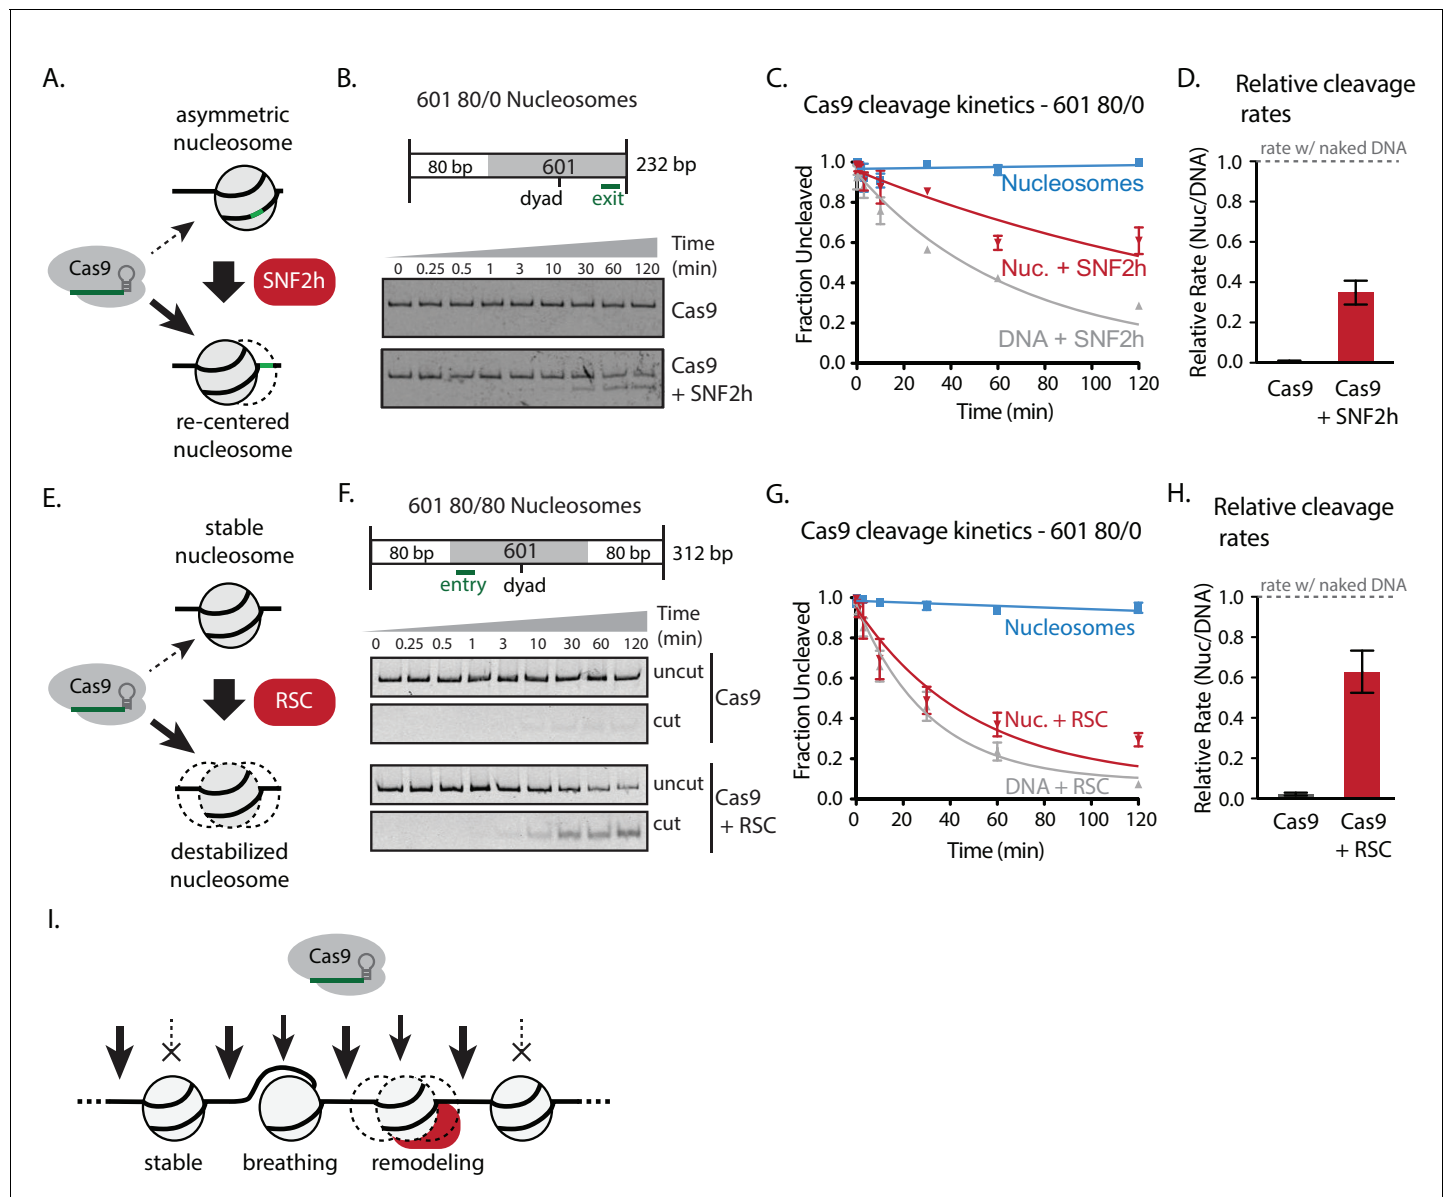 A.
asymmetric
nucleosome
Cas9
SNF2h
re-centered
nucleosome
B.
601 80/0 Nucleosomes
80 bp 601 232 bp
dyad exit
Time
(min)
0 0.25 0.5 1 3 10 30 60 120
Cas9
Cas9
+ SNF2h
C.
Cas9 cleavage kinetics - 601 80/0
Fraction Uncleaved
1.0
0.8
0.6
0.4
0.2
0.0
Nucleosomes
Nuc. + SNF2h
DNA + SNF2h
0 20 40 60 80 100 120
Time (min)
D.
Relative cleavage
rates
rate w/ naked DNA
Relative Rate (Nuc/DNA)
1.0
0.8
0.6
0.4
0.2
0.0
Cas9 Cas9
+ SNF2h
E.
stable
nucleosome
Cas9
RSC
destabilized
nucleosome
F.
601 80/80 Nucleosomes
80 bp 601 80 bp 312 bp
entry dyad
Time
(min)
0 0.25 0.5 1 3 10 30 60 120
uncut
cut
Cas9
uncut
cut
Cas9
+ RSC
G.
Cas9 cleavage kinetics - 601 80/0
Fraction Uncleaved
1.0
0.8
0.6
0.4
0.2
0.0
Nucleosomes
Nuc. + RSC
DNA + RSC
0 20 40 60 80 100 120
Time (min)
H.
Relative cleavage
rates
rate w/ naked DNA
Relative Rate (Nuc/DNA)
1.0
0.8
0.6
0.4
0.2
0.0
Cas9 Cas9
+ RSC
I.
Cas9
stable breathing remodeling